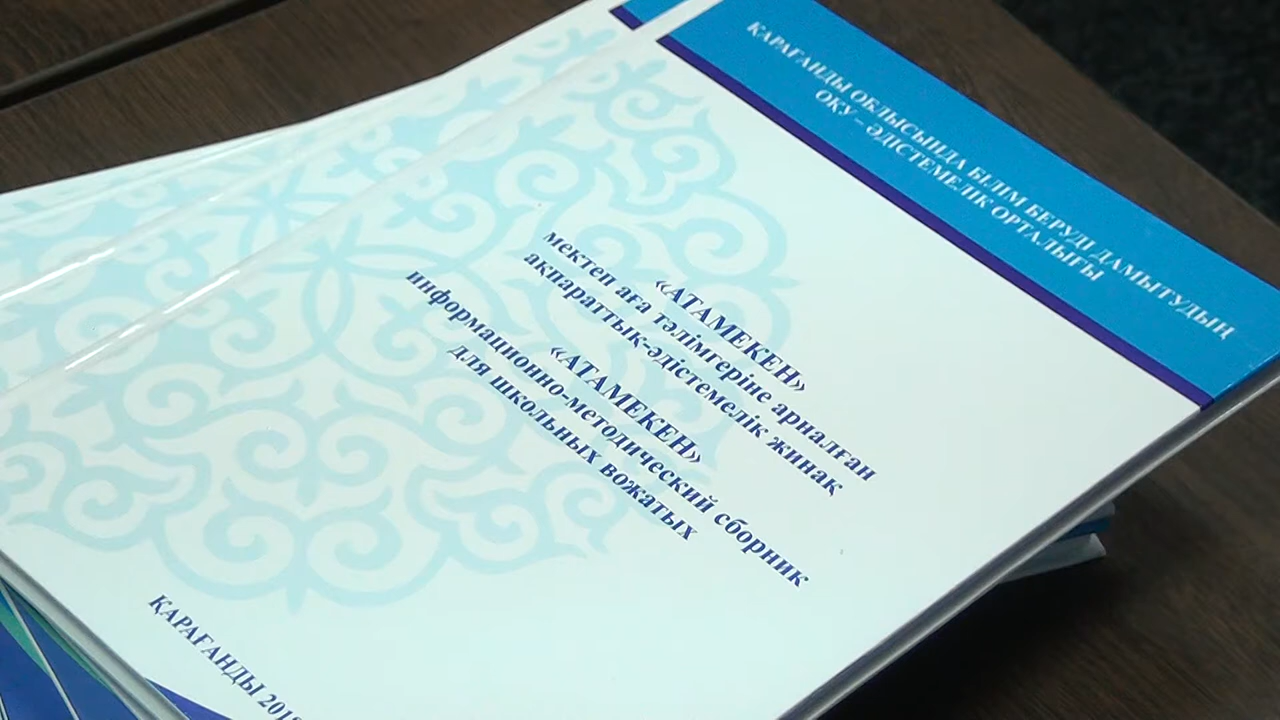 ҚАРАҒАНДЫ ОБЛЫСЫНДА БІЛІМ БЕРУДІ ДАМЫТУДЫҢ
ОҚУ – ӘДІСТЕМЕЛІК ОРТАЛЫҒЫ
«АТАМЕКЕН»
мектеп аға тәлімгеріне арналған
ақпараттық-әдістемелік жинақ
«АТАМЕКЕН»
информационно-методический сборник
для школьных вожатых
ҚАРАҒАНДЫ